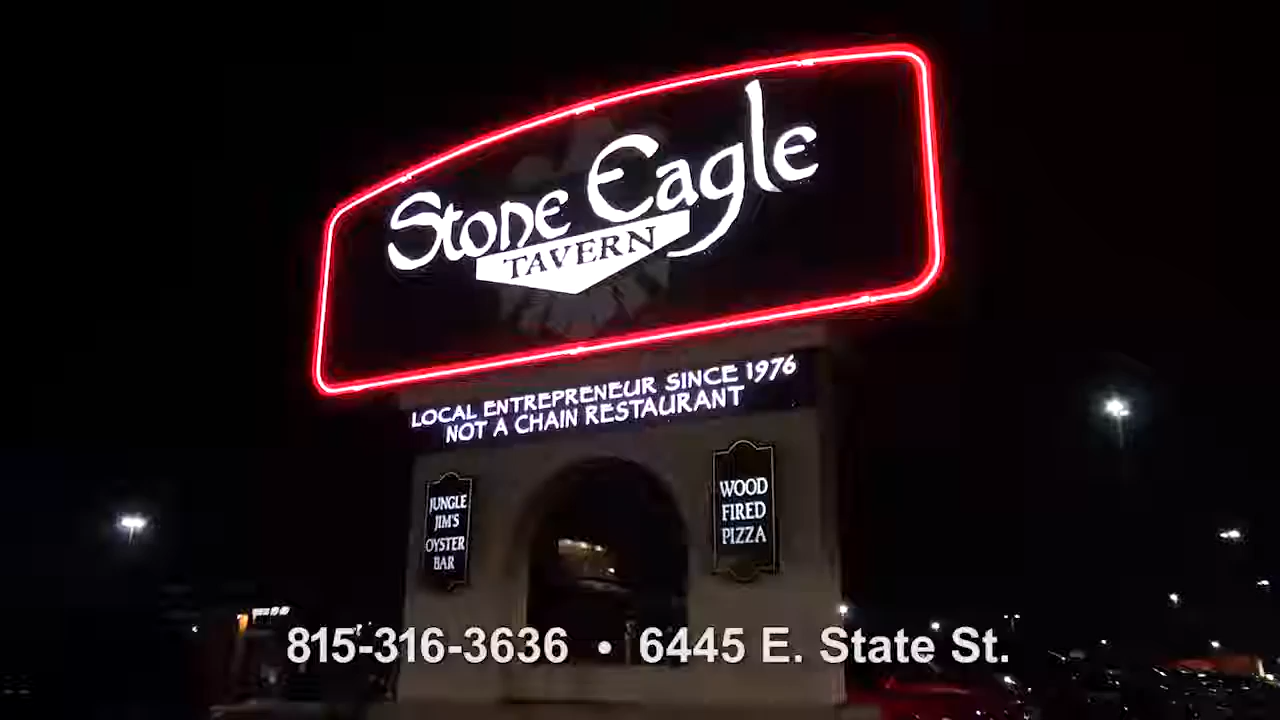 Stone Eagle
TAVERN
LOCAL ENTREPRENEUR SINCE 1976
NOT A CHAIN RESTAURANT
JUNGLE
JIM'S
OYSTER
BAR
WOOD
FIRED
PIZZA
815-316-3636 • 6445 E. State St.